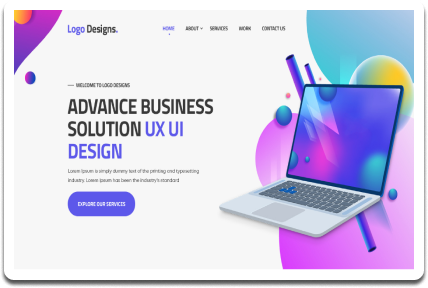 Logo Designs.
HOME ABOUT SERVICES WORK CONTACT US
WELCOME TO LOGO DESIGNS
ADVANCE BUSINESS
SOLUTION UX UI
DESIGN
Lorem Ipsum is simply dummy text of the printing and typesetting
industry. Lorem Ipsum has been the industry's standard
EXPLORE OUR SERVICES